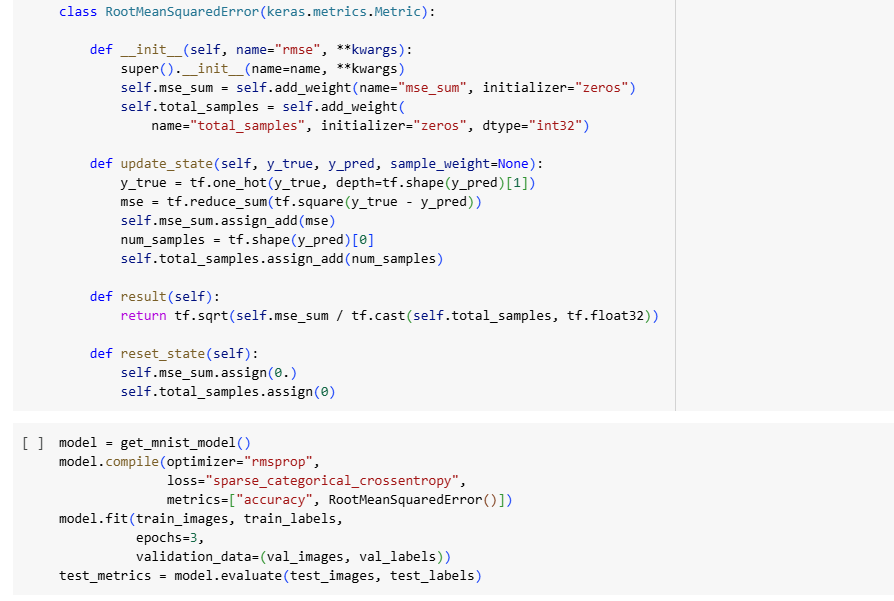 class RootMeanSquaredError(keras.metrics.Metric):
def __init__(self, name="rmse", **kwargs):
super().__init__(name=name, **kwargs)
self.mse_sum = self.add_weight(name="mse_sum", initializer="zeros")
self.total_samples = self.add_weight(
name="total_samples", initializer="zeros", dtype="int32")
def update_state(self, y_true, y_pred, sample_weight=None):
y_true = tf.one_hot(y_true, depth=tf.shape(y_pred)[1])
mse = tf.reduce_sum(tf.square(y_true - y_pred))
self.mse_sum.assign_add(mse)
num_samples = tf.shape(y_pred)[0]
self.total_samples.assign_add(num_samples)
def result(self):
return tf.sqrt(self.mse_sum / tf.cast(self.total_samples, tf.float32))
def reset_state(self):
self.mse_sum.assign(0.)
self.total_samples.assign(0)
[ ] model = get_mnist_model()
model.compile(optimizer="rmsprop",
loss="sparse_categorical_crossentropy",
metrics=["accuracy", RootMeanSquaredError()])
model.fit(train_images, train_labels,
epochs=3,
validation_data=(val_images, val_labels))
test_metrics = model.evaluate(test_images, test_labels)